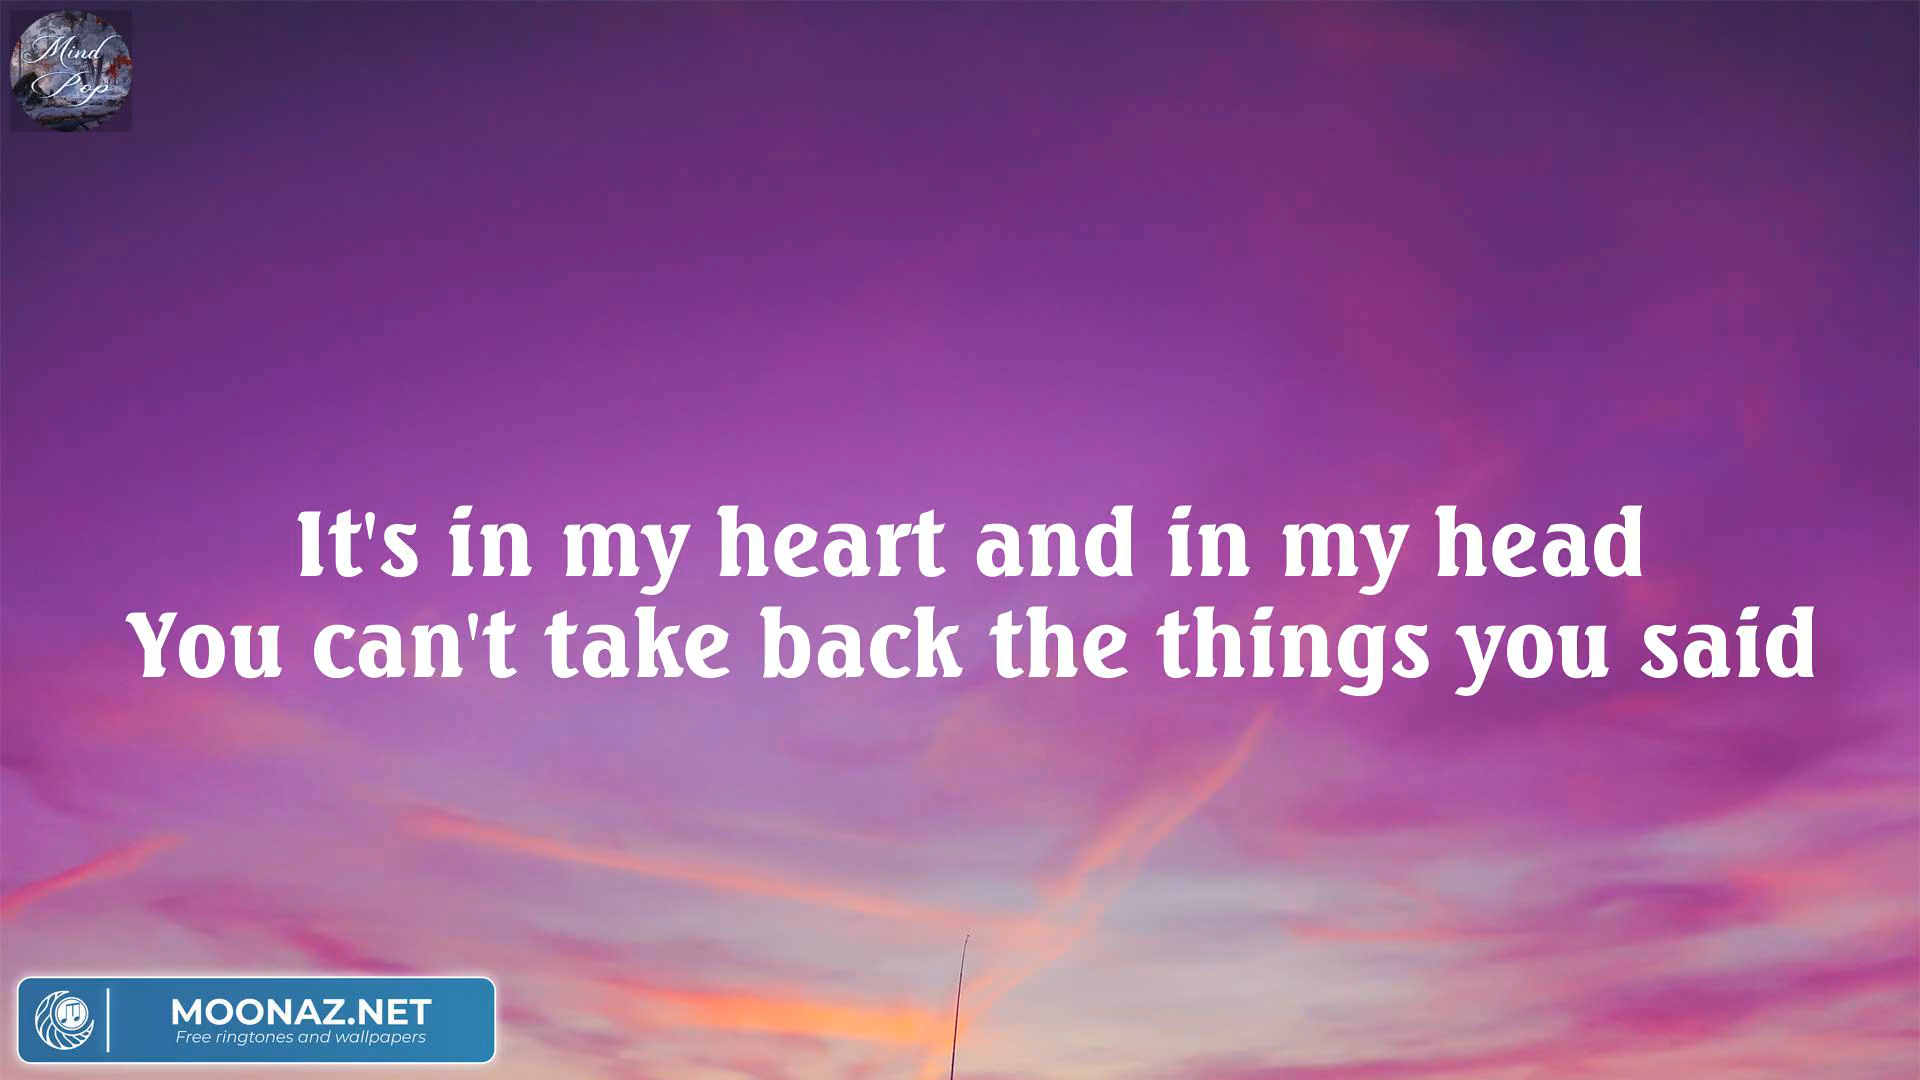 Mind
Pop
It's in my heart and in my head
You can't take back the things you said
MOONAZ.NET
Free ringtones and wallpapers